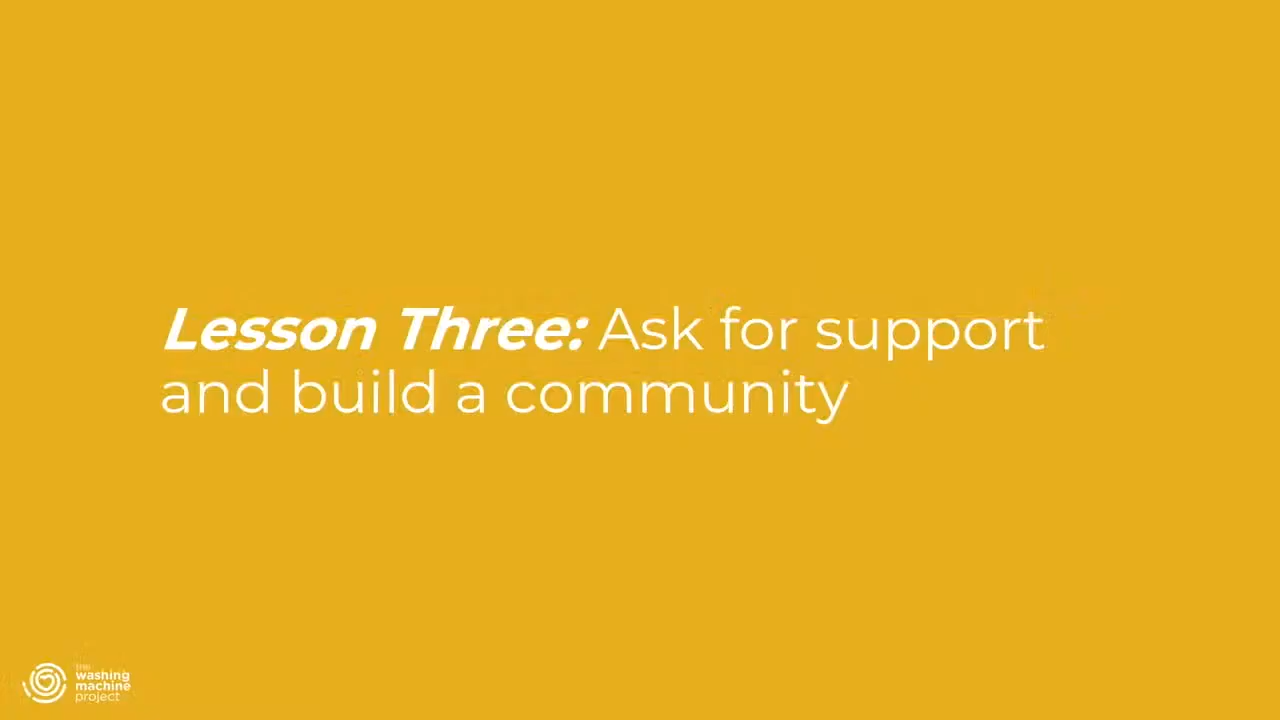 Lesson Three: Ask for support
and build a community
the
washing
machine
project